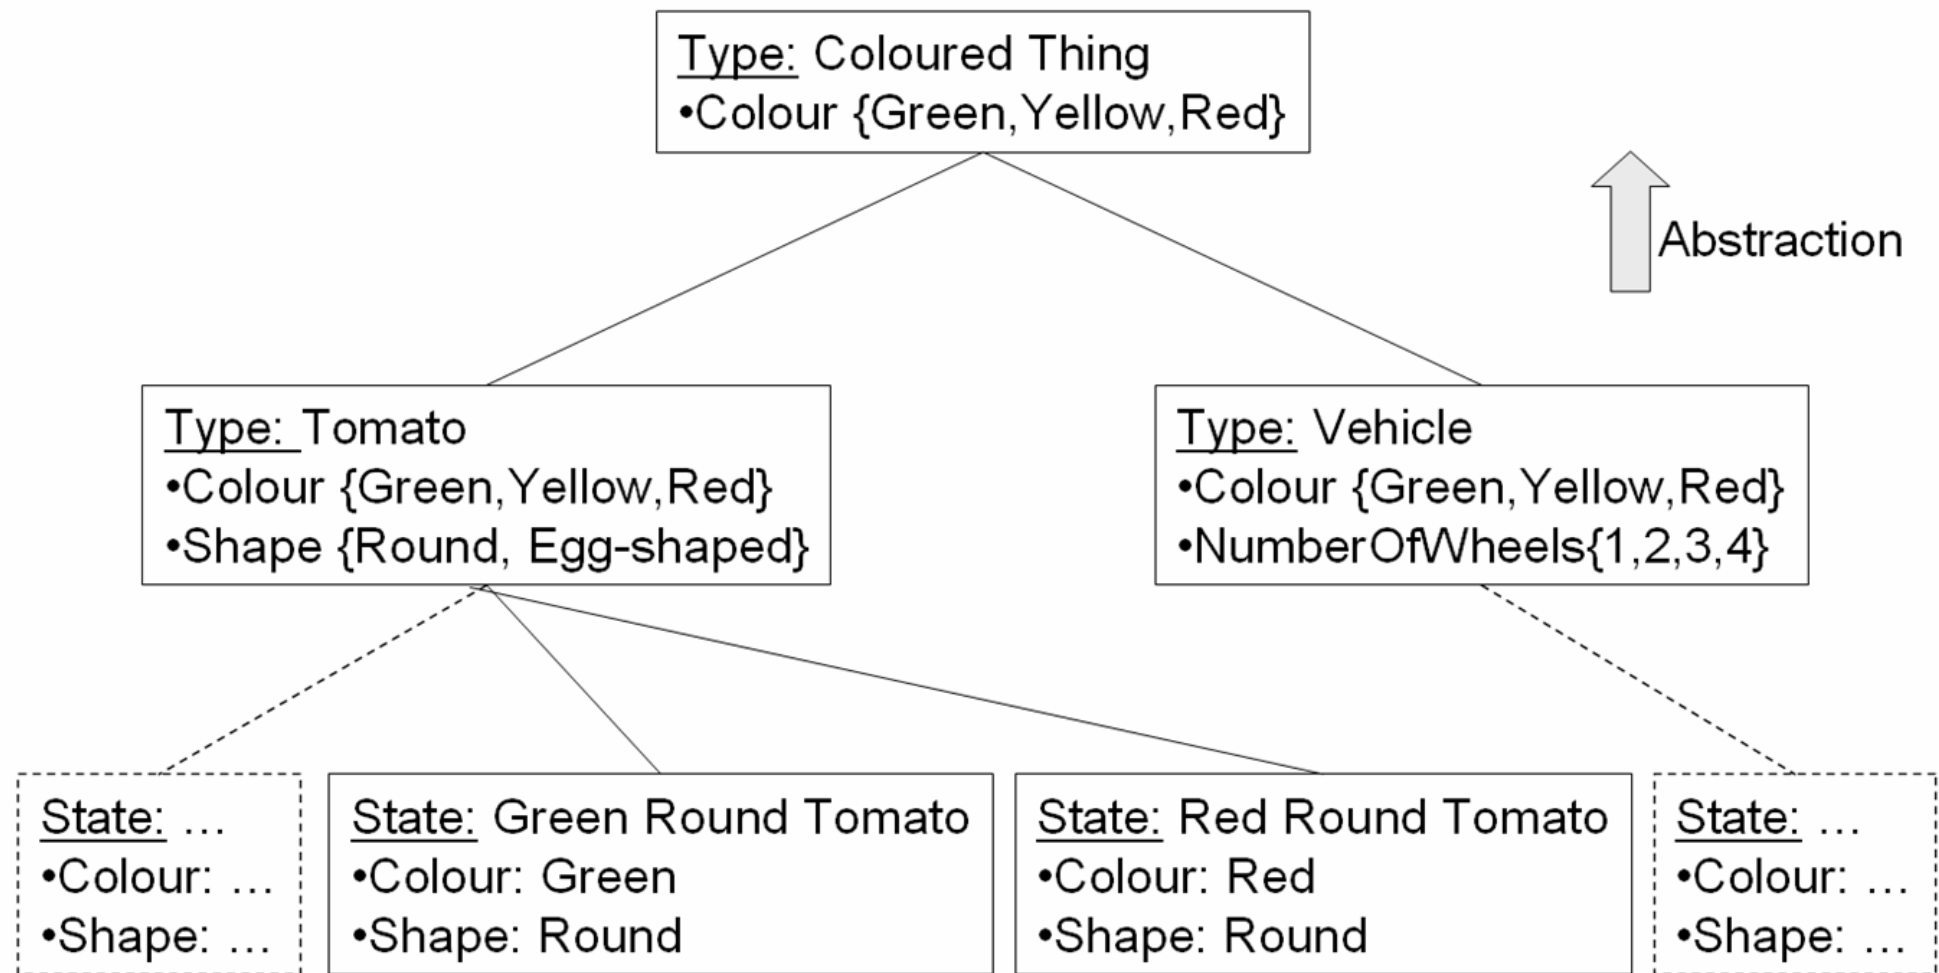 Type: Coloured Thing
•Colour {Green,Yellow,Red}
Abstraction
Type: Tomato
•Colour {Green,Yellow,Red}
•Shape {Round, Egg-shaped}
Type: Vehicle
•Colour {Green,Yellow,Red}
•NumberOfWheels{1,2,3,4}
State: ...
•Colour: ...
•Shape: ...
State: Green Round Tomato
•Colour: Green
•Shape: Round
State: Red Round Tomato
•Colour: Red
•Shape: Round
State: ...
•Colour: ...
•Shape: ...